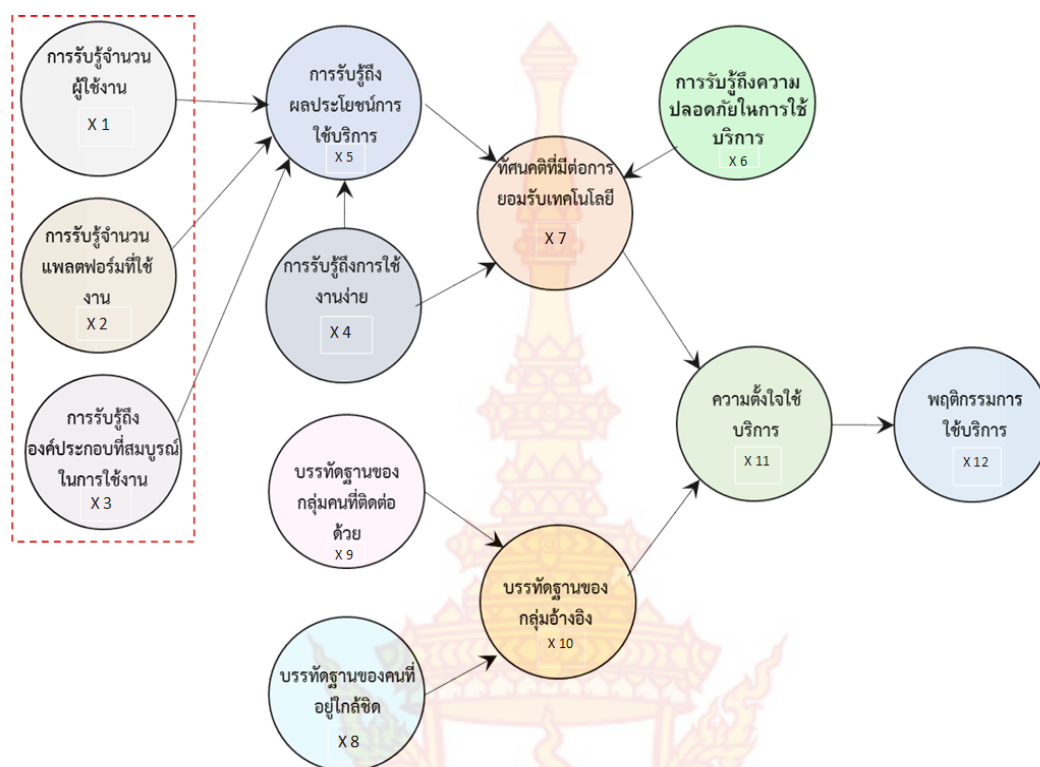 การรับรู้จำนวน
ผู้ใช้งาน
X 1
การรับรู้ถึง
ผลประโยชน์การ
ใช้บริการ
X 5
การรับรู้ถึงความ
ปลอดภัยในการใช้
บริการ
X 6
ทัศนคติที่มีต่อการ
ยอมรับเทคโนโลยี
X 7
การรับรู้จำนวน
แพลตฟอร์มที่ใช้
งาน
X 2
การรับรู้ถึงการใช้
งานง่าย
X 4
การรับรู้ถึง
องค์ประกอบที่สมบูรณ์
ในการใช้งาน
X 3
ความตั้งใจใช้
บริการ
X 11
พฤติกรรมการ
ใช้บริการ
X 12
บรรทัดฐานของ
กลุ่มคนที่ติดต่อ
ด้วย
X 9
บรรทัดฐานของ
กลุ่มอ้างอิง
X 10
บรรทัดฐานของคนที่
อยู่ใกล้ชิด
X 8